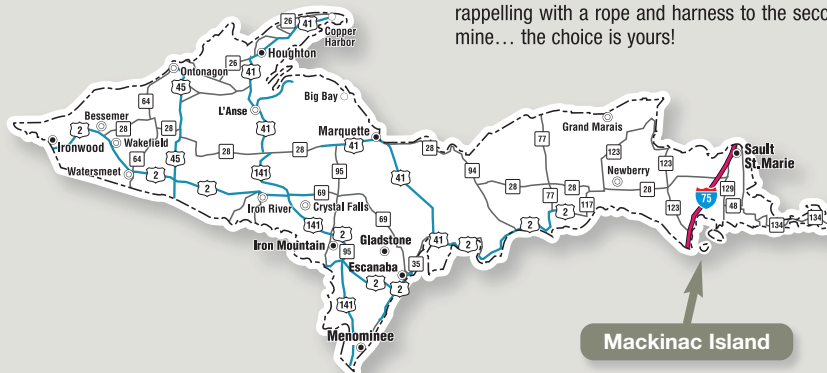 rappelling with a rope and harness to the seco
mine… the choice is yours!
26
41
Copper
Harbor
Houghton
26
41
Ontonagon
45
64
L'Anse
Big Bay
Bessemer
2
28
Ironwood
Wakefield
28
41
Marquette
64
45
28
28
41
28
Watersmeet
2
141
95
41
2
69
Iron River
Crystal Falls
141
69
2
Iron Mountain
95
Gladstone
41
2
35
Escanaba
2
2
141
Menominee
77
Grand Marais
123
123
Sault
St. Marie
94
28
28
Newberry
28
77
2
117
123
75
129
48
134
134
2
Mackinac Island